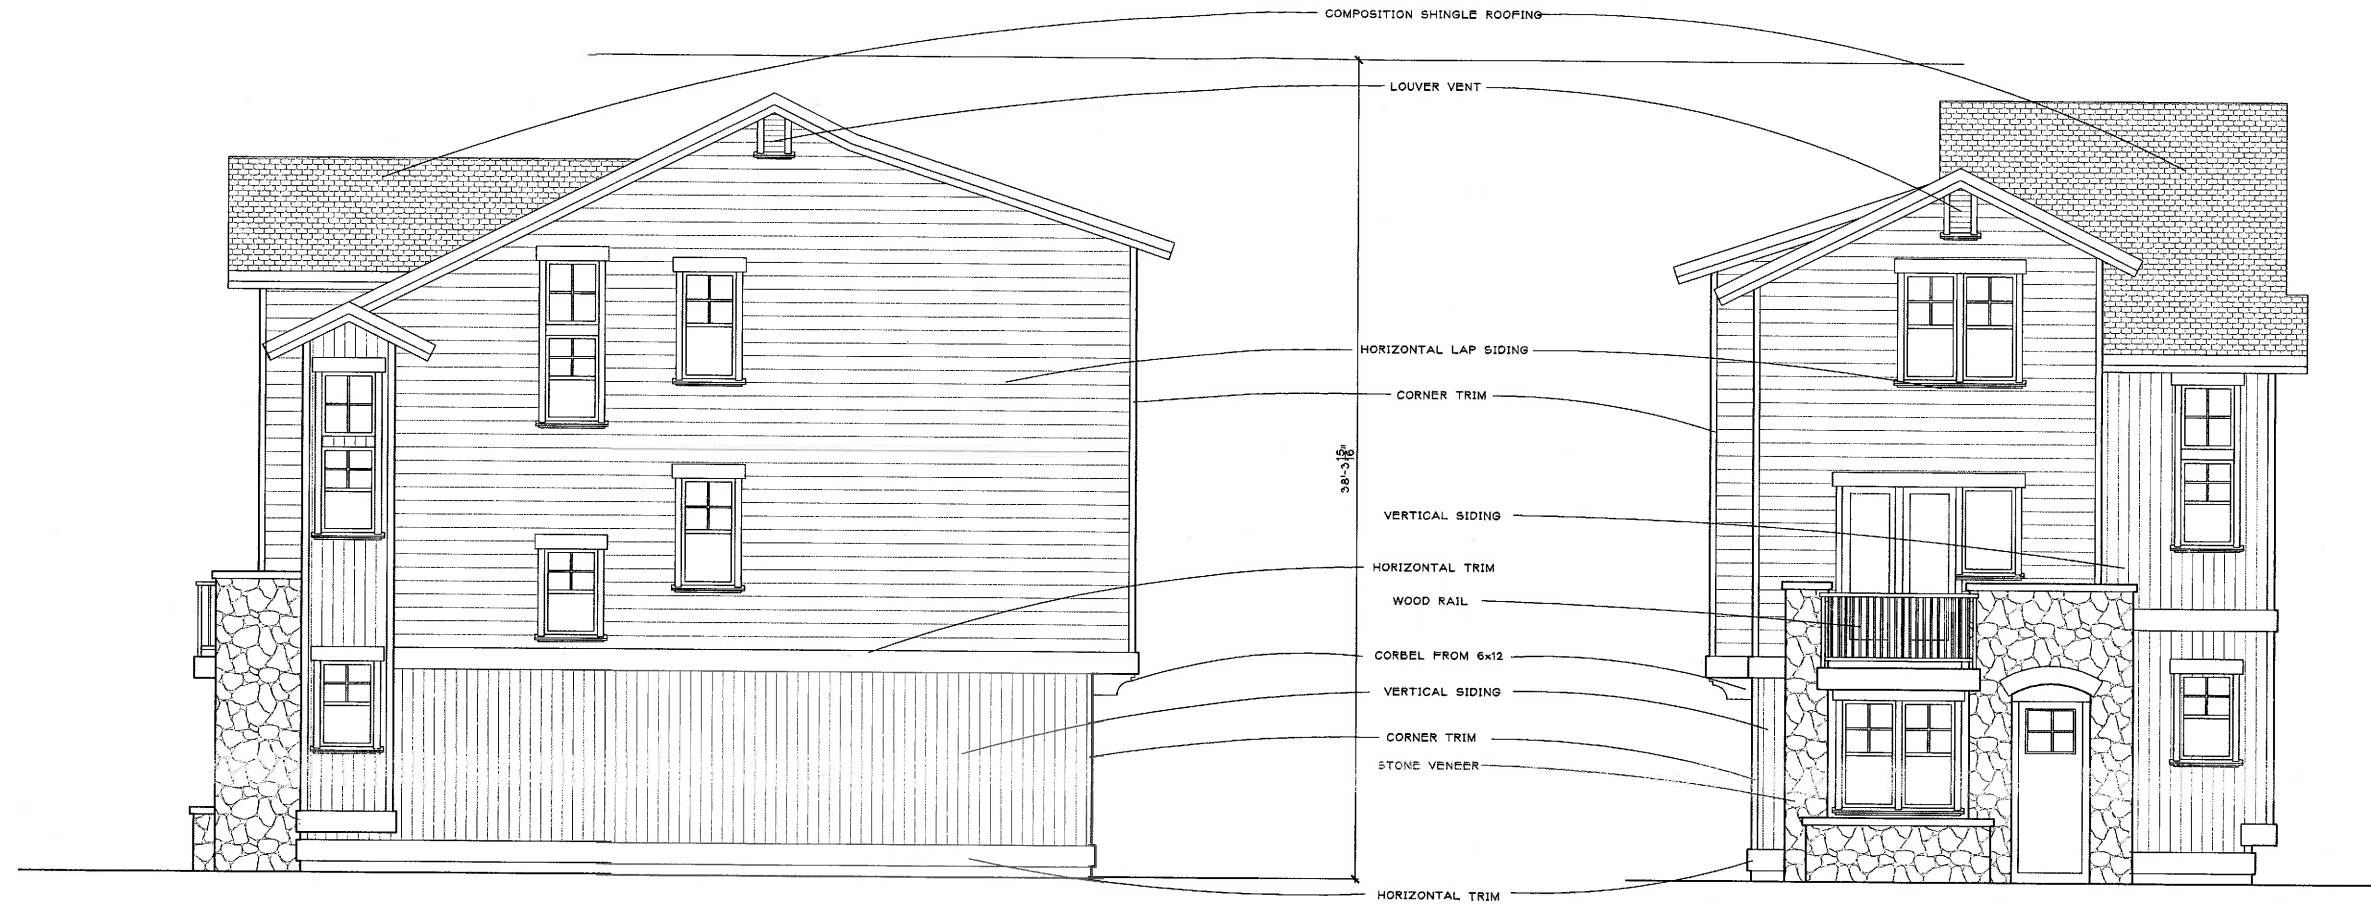 COMPOSITION SHINGLE ROOFING
LOUVER VENT
HORIZONTAL LAP SIDING
CORNER TRIM
38'-3 15/16"
VERTICAL SIDING
HORIZONTAL TRIM
WOOD RAIL
CORBEL FROM 6x12
VERTICAL SIDING
CORNER TRIM
STONE VENEER
HORIZONTAL TRIM